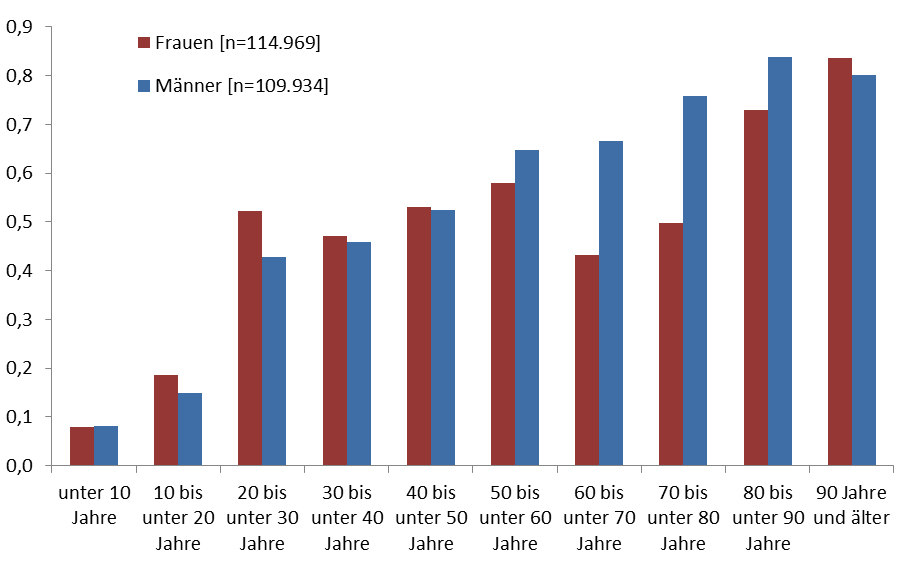 0,9
0,8
0,7
0,6
0,5
0,4
0,3
0,2
0,1
0,0
Frauen [n=114.969]
Männer [n=109.934]
unter 10
Jahre
10 bis
unter 20
Jahre
20 bis
unter 30
Jahre
30 bis
unter 40
Jahre
40 bis
unter 50
Jahre
50 bis
unter 60
Jahre
60 bis
unter 70
Jahre
70 bis
unter 80
Jahre
80 bis
unter 90
Jahre
90 Jahre
und älter